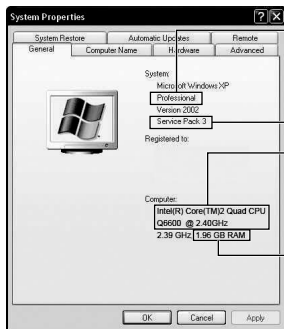 System Properties
System Restore
Automatic Updates
Remote
General
Computer Name
Hardware
Advanced
System:
Microsoft Windows XP
Professional
Version 2002
Service Pack 3
Registered to:
Computer:
Intel(R) Core(TM)2 Quad CPU
Q6600 @ 2.40GHz
2.39 GHz, 1.96 GB RAM
OK
Cancel
Apply